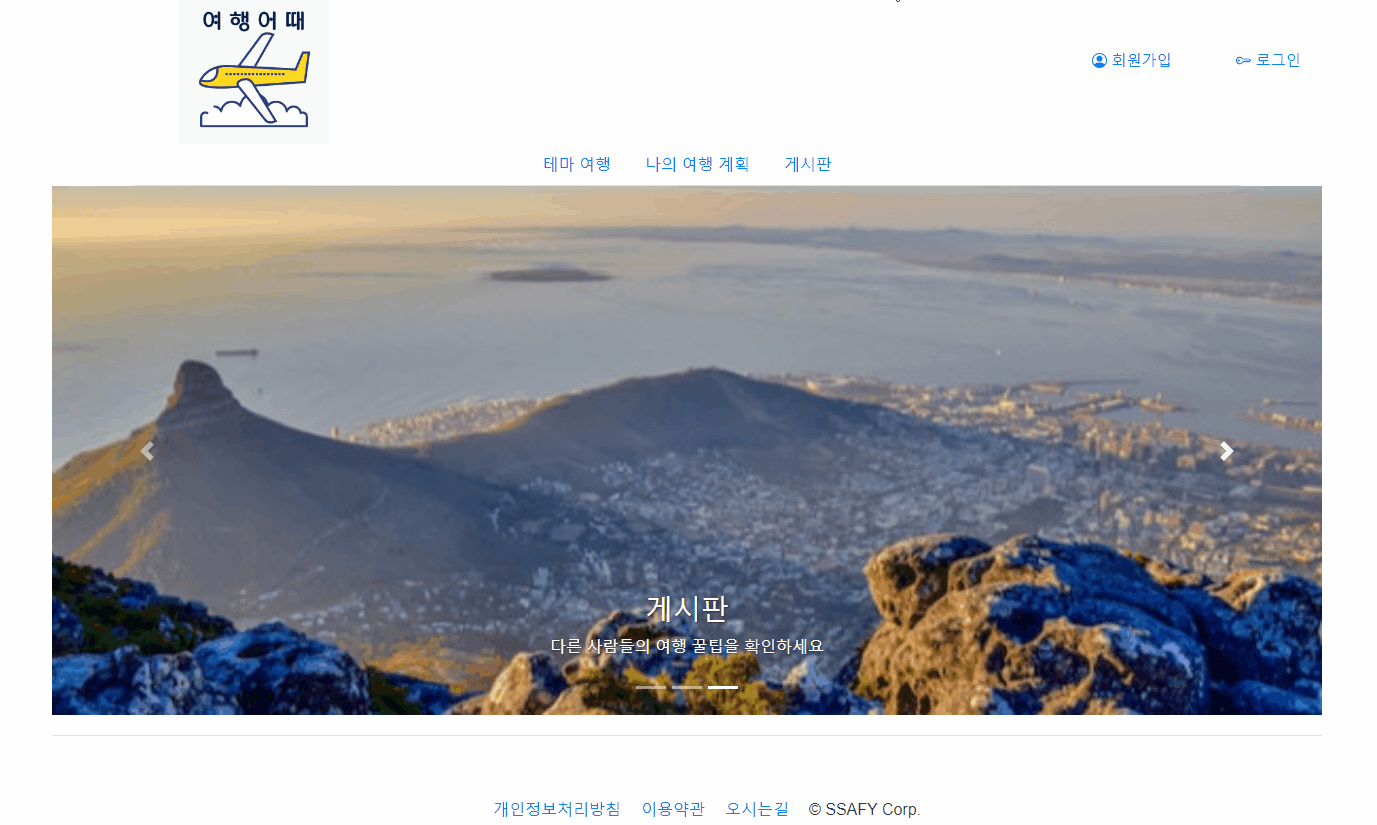 여행어때
회원가입 로그인
테마 여행 나의 여행 계획 게시판
게시판
다른 사람들의 여행 꿀팁을 확인하세요
개인정보처리방침 이용약관 오시는길 © SSAFY Corp.